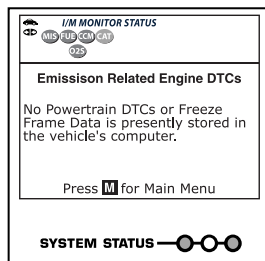 I/M MONITOR STATUS
MIS FUE CCM CAT
O2S
Emissison Related Engine DTCs
No Powertrain DTCs or Freeze
Frame Data is presently stored in
the vehicle's computer.
Press M for Main Menu
SYSTEM STATUS